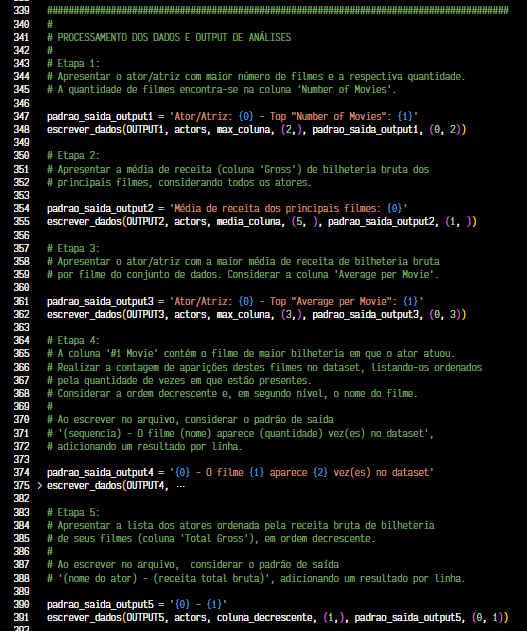 339 ########################################################################################
340 #
341 # PROCESSAMENTO DOS DADOS E OUTPUT DE ANÁLISES
342 #
343 # Etapa 1:
344 # Apresentar o ator/atriz com maior número de filmes e a respectiva quantidade.
345 # A quantidade de filmes encontra-se na coluna 'Number of Movies'.
346
347 padrao_saida_output1 = 'Ator/Atriz: {0} - Top "Number of Movies": {1}'
348 escrever_dados(OUTPUT1, actors, max_coluna, (2,), padrao_saida_output1, (0, 2))
349
350 # Etapa 2:
351 # Apresentar a média de receita (coluna 'Gross') de bilheteria bruta dos
352 # principais filmes, considerando todos os atores.
353
354 padrao_saida_output2 = 'Média de receita dos principais filmes: {0}'
355 escrever_dados(OUTPUT2, actors, media_coluna, (5, ), padrao_saida_output2, (1, ))
356
357 # Etapa 3:
358 # Apresentar o ator/atriz com a maior média de receita de bilheteria bruta
359 # por filme do conjunto de dados. Considerar a coluna 'Average per Movie'.
360
361 padrao_saida_output3 = 'Ator/Atriz: {0} - Top "Average per Movie": {1}'
362 escrever_dados(OUTPUT3, actors, max_coluna, (3,), padrao_saida_output3, (0, 3))
363
364 # Etapa 4:
365 # A coluna '#1 Movie' contém o filme de maior bilheteria em que o ator atuou.
366 # Realizar a contagem de aparições destes filmes no dataset, listando-os ordenados
367 # pela quantidade de vezes em que estão presentes.
368 # Considerar a ordem decrescente e, em segundo nível, o nome do filme.
369 #
370 # Ao escrever no arquivo, considerar o padrão de saída
371 # '(sequencia) - O filme (nome) aparece (quantidade) vez(es) no dataset',
372 # adicionando um resultado por linha.
373
374 padrao_saida_output4 = '{0} - O filme {1} aparece {2} vez(es) no dataset'
375 > escrever_dados(OUTPUT4, ...
382
383 # Etapa 5:
384 # Apresentar a lista dos atores ordenada pela receita bruta de bilheteria
385 # de seus filmes (coluna 'Total Gross'), em ordem decrescente.
386 #
387 # Ao escrever no arquivo,  considerar o padrão de saída
388 # '(nome do ator) - (receita total bruta)', adicionando um resultado por linha.
389
390 padrao_saida_output5 = '{0} - {1}'
391 escrever_dados(OUTPUT5, actors, coluna_decrescente, (1,), padrao_saida_output5, (0, 1))